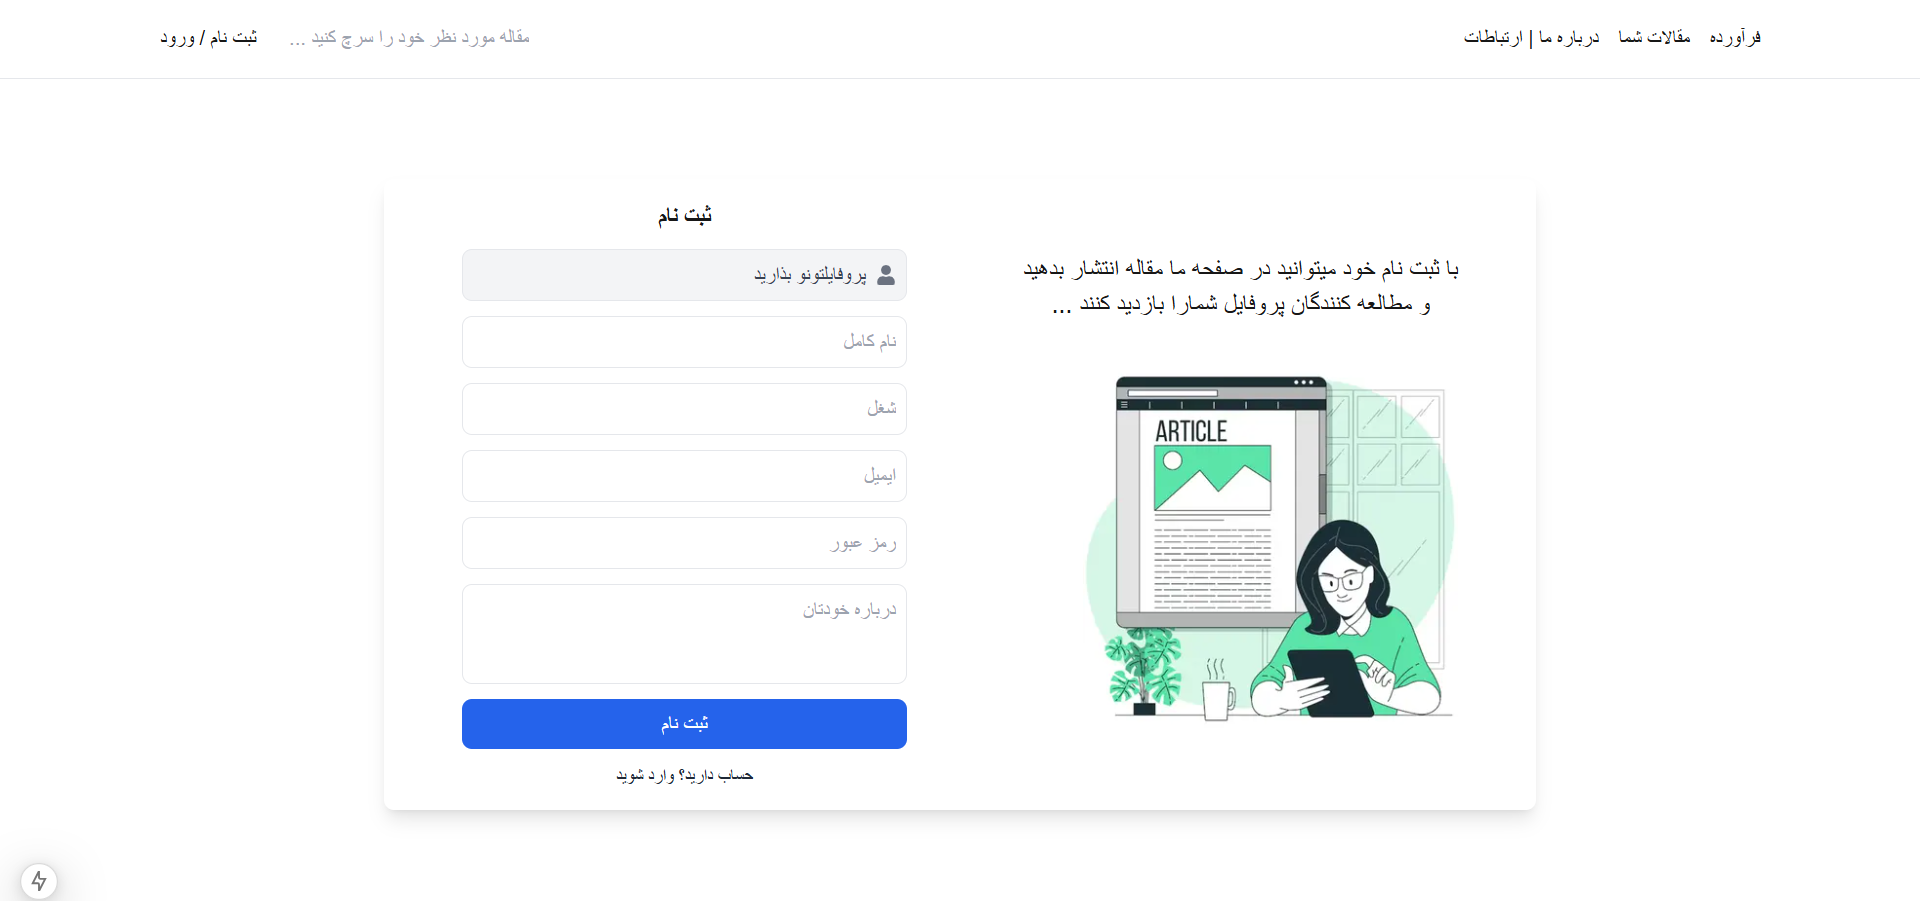 فرآورده
مقالات شما
درباره ما | ارتباطات
مقاله مورد نظر خود را سرچ کنید ...
ثبت نام / ورود
با ثبت نام خود میتوانید در صفحه ما مقاله انتشار بدهید
و مطالعه کنندگان پروفایل شمارا بازدید کنند ...
ARTICLE
ثبت نام
پروفایلتونو بذارید
نام کامل
شغل
ایمیل
رمز عبور
درباره خودتان
ثبت نام
حساب دارید؟ وارد شوید